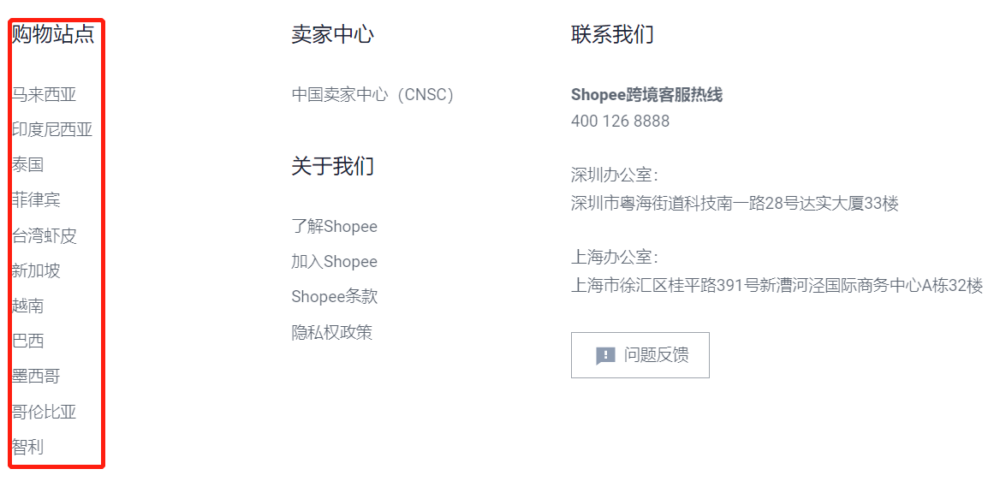 购物站点
马来西亚
印度尼西亚
泰国
菲律宾
台湾虾皮
新加坡
越南
巴西
墨西哥
哥伦比亚
智利
卖家中心
中国卖家中心（CNSC）
关于我们
了解Shopee
加入Shopee
Shopee条款
隐私权政策
联系我们
Shopee跨境客服热线
400 126 8888
深圳办公室：
深圳市粤海街道科技南一路28号达实大厦33楼
上海办公室：
上海市徐汇区桂平路391号新漕河泾国际商务中心A栋32楼
问题反馈